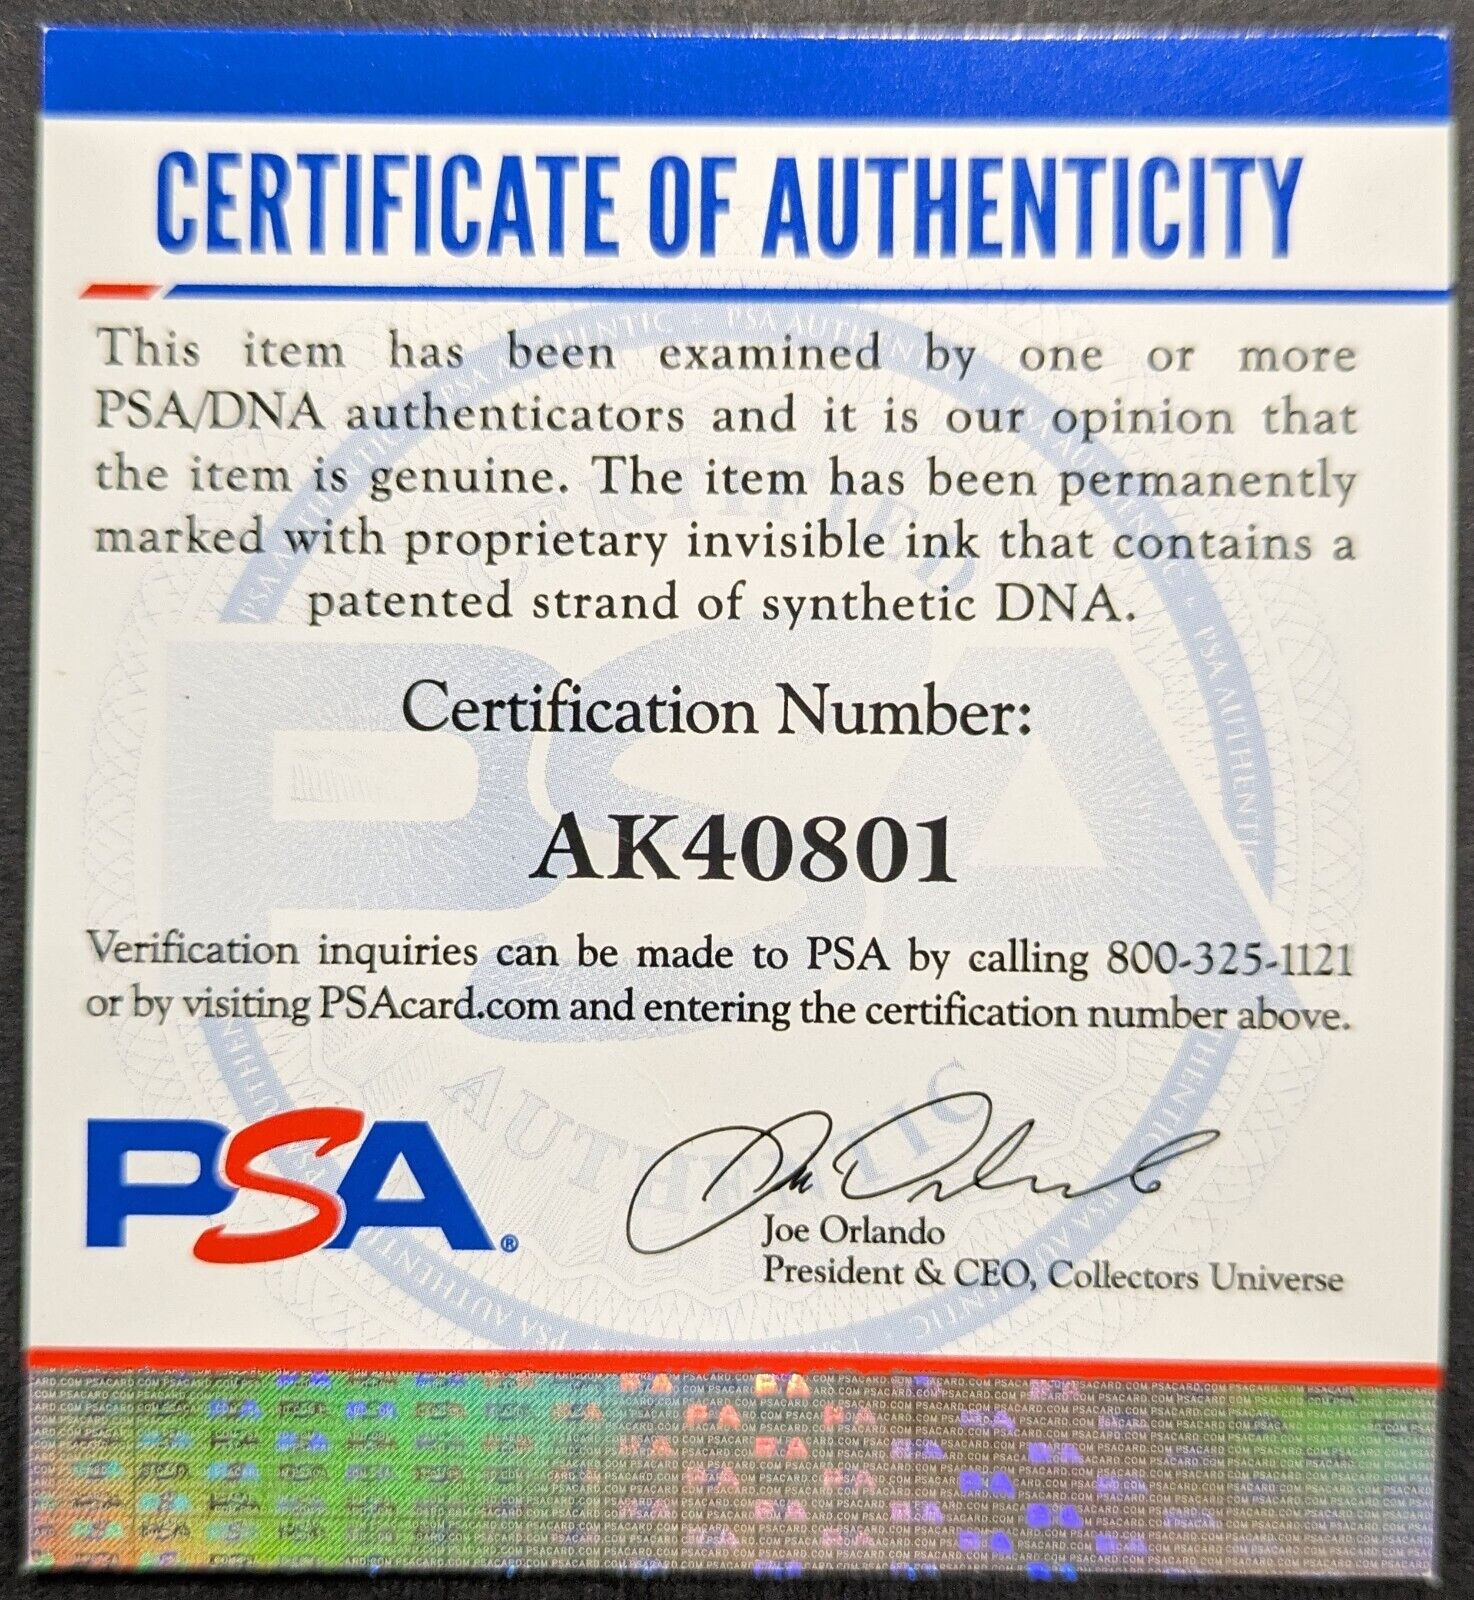 CERTIFICATE OF AUTHENTICITY
This item has been examined by one or more
PSA/DNA authenticators and it is our opinion that
the item is genuine. The item has been permanently
marked with proprietary invisible ink that contains a
patented strand of synthetic DNA.
Certification Number:
AK40801
Verification inquiries can be made to PSA by calling 800-325-1121
or by visiting PSAcard.com and entering the certification number above.
PSA®
Joe Orlando
President & CEO, Collectors Universe